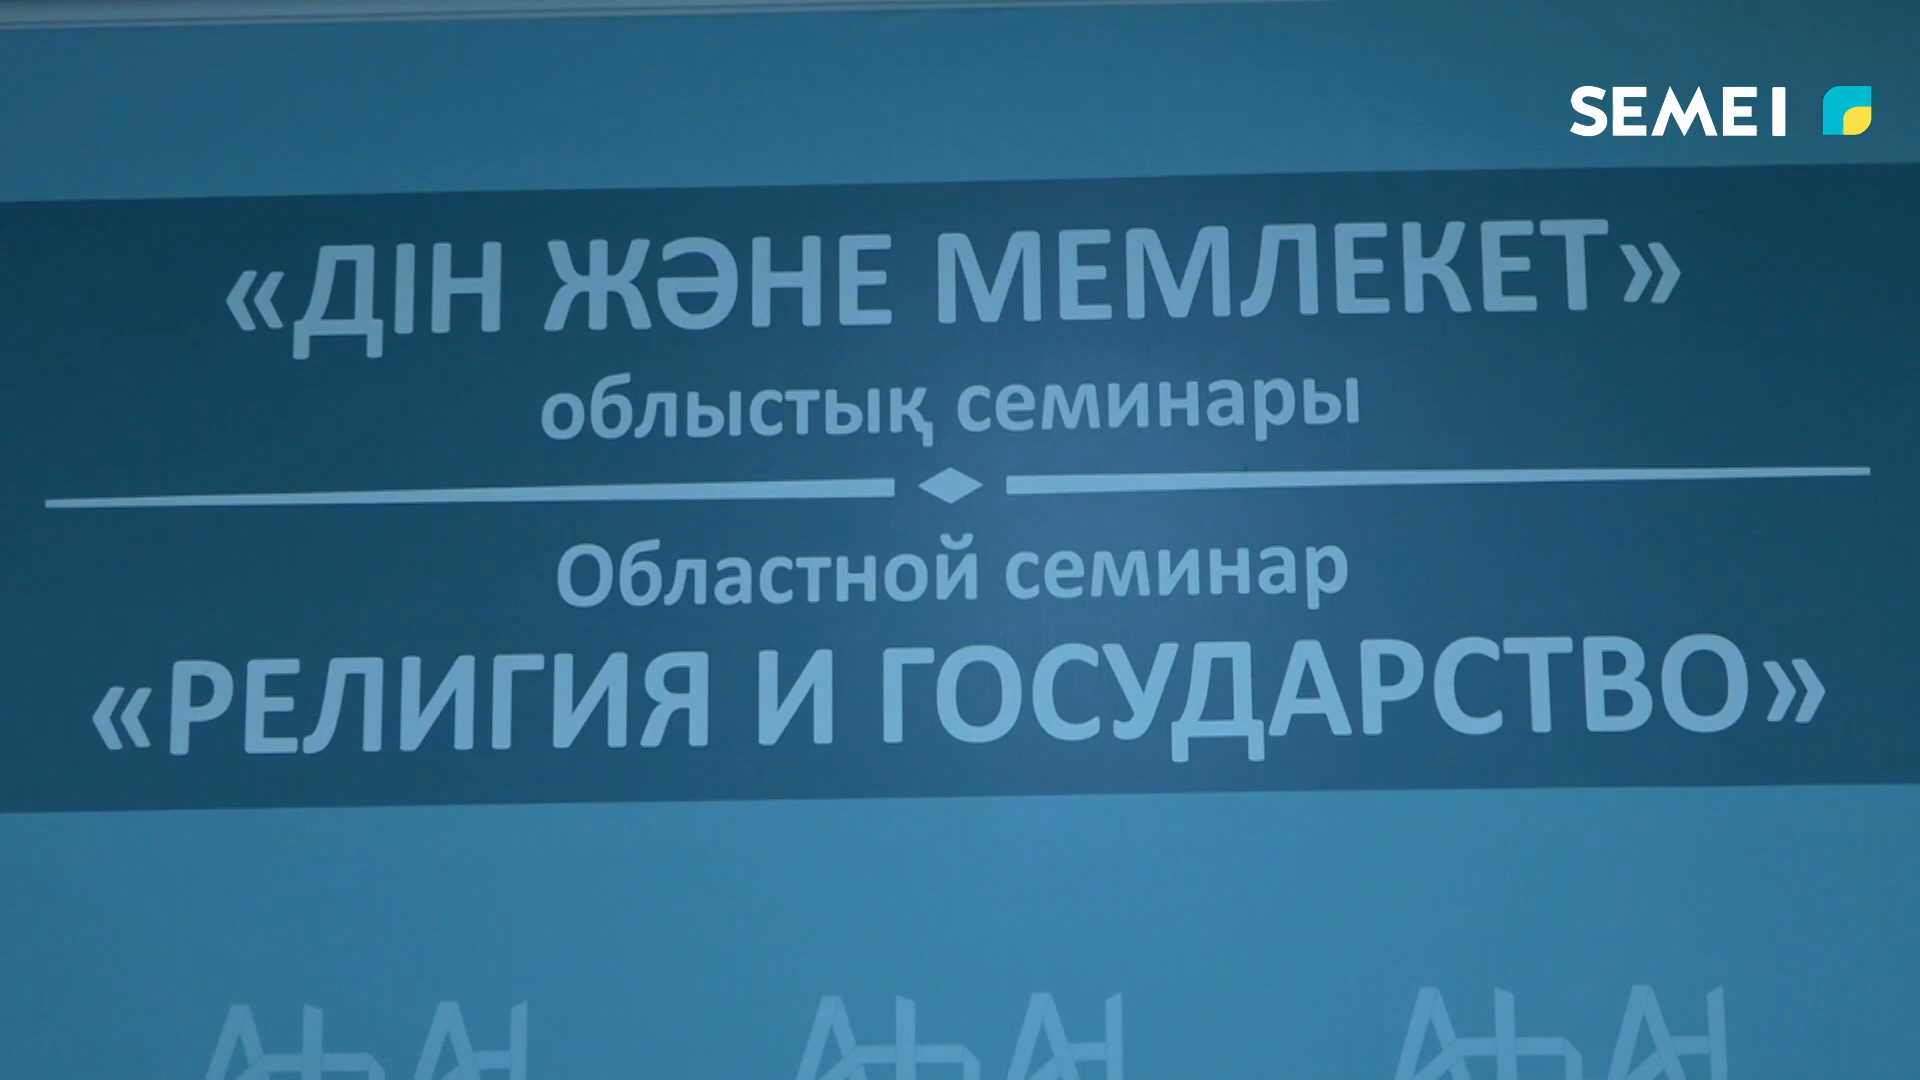 SEMEI
«ДІН ЖӘНЕ МЕМЛЕКЕТ»
облыстық семинары
Областной семинар
«РЕЛИГИЯ И ГОСУДАРСТВО»